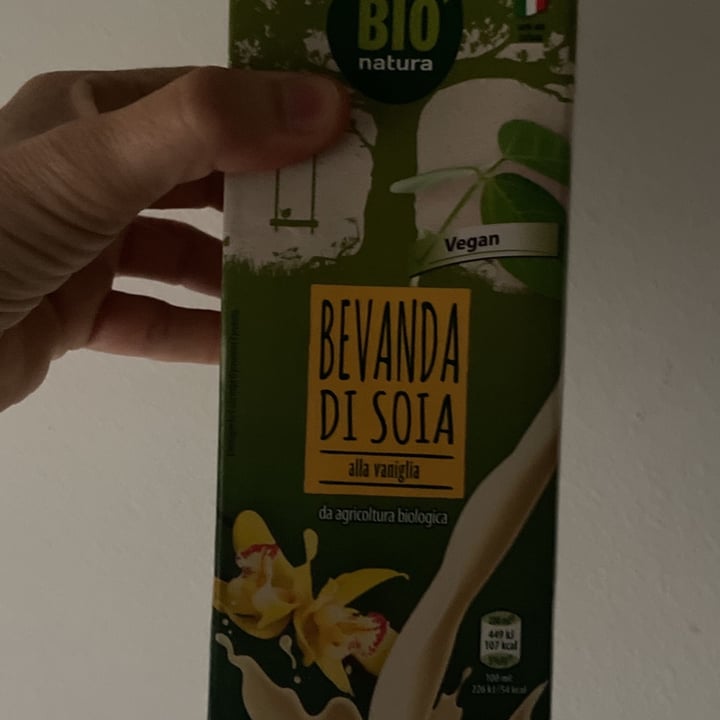 BIO
natura
Vegan
BEVANDA
DI SOIA
alla vaniglia
da agricoltura biologica
449 kJ
107 kcal
100 ml:
226 kJ/54 kcal